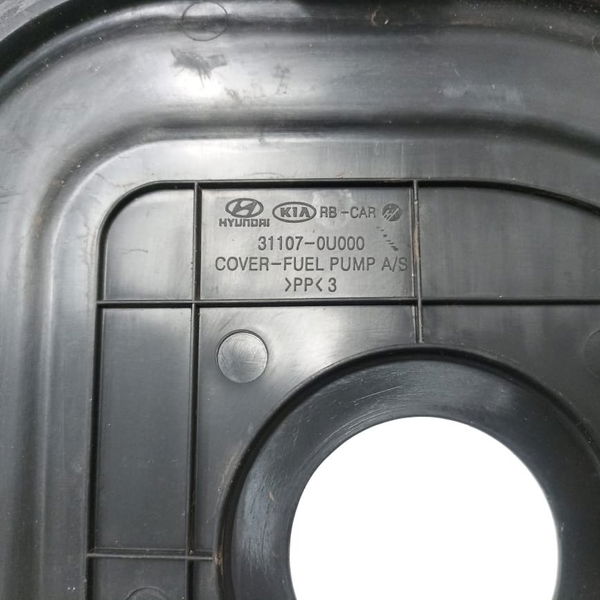 HYUNDAI KIA RB-CAR
31107-0U000
COVER-FUEL PUMP A/S
>PP< 3